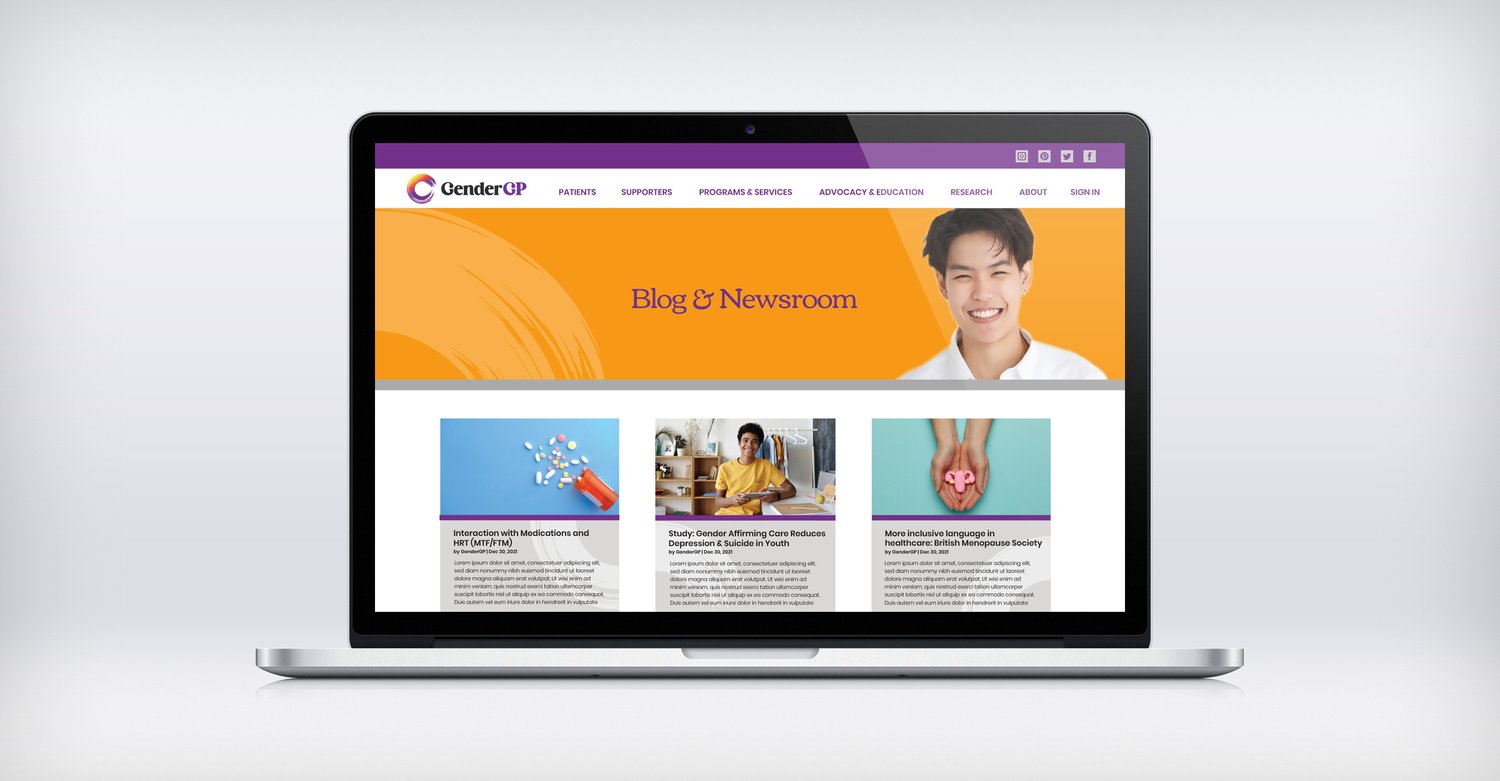 GenderGP
PATIENTS
SUPPORTERS
PROGRAMS & SERVICES
ADVOCACY & EDUCATION
RESEARCH
ABOUT
SIGN IN
Blog & Newsroom
Interaction with Medications and
HRT (MTF/FTM)
by GenderGP | Dec 30, 2021
Lorem ipsum dolor sit amet, consectetuer adipiscing elit,
sed diam nonummy nibh euismod tincidunt ut laoreet
dolore magna aliquam erat volutpat. Ut wisi enim ad
minim veniam, quis nostrud exerci tation ullamcorper
suscipit lobortis nisl ut aliquip ex ea commodo consequat.
Duis autem vel eum iriure dolor in hendrerit in vulputate
Study: Gender Affirming Care Reduces
Depression & Suicide in Youth
by GenderGP | Dec 30, 2021
Lorem ipsum dolor sit amet, consectetuer adipiscing elit,
sed diam nonummy nibh euismod tincidunt ut laoreet
dolore magna aliquam erat volutpat. Ut wisi enim ad
minim veniam, quis nostrud exerci tation ullamcorper
suscipit lobortis nisl ut aliquip ex ea commodo consequat.
Duis autem vel eum iriure dolor in hendrerit in vulputate
More inclusive language in
healthcare: British Menopause Society
by GenderGP | Dec 30, 2021
Lorem ipsum dolor sit amet, consectetuer adipiscing elit,
sed diam nonummy nibh euismod tincidunt ut laoreet
dolore magna aliquam erat volutpat. Ut wisi enim ad
minim veniam, quis nostrud exerci tation ullamcorper
suscipit lobortis nisl ut aliquip ex ea commodo consequat.
Duis autem vel eum iriure dolor in hendrerit in vulputate